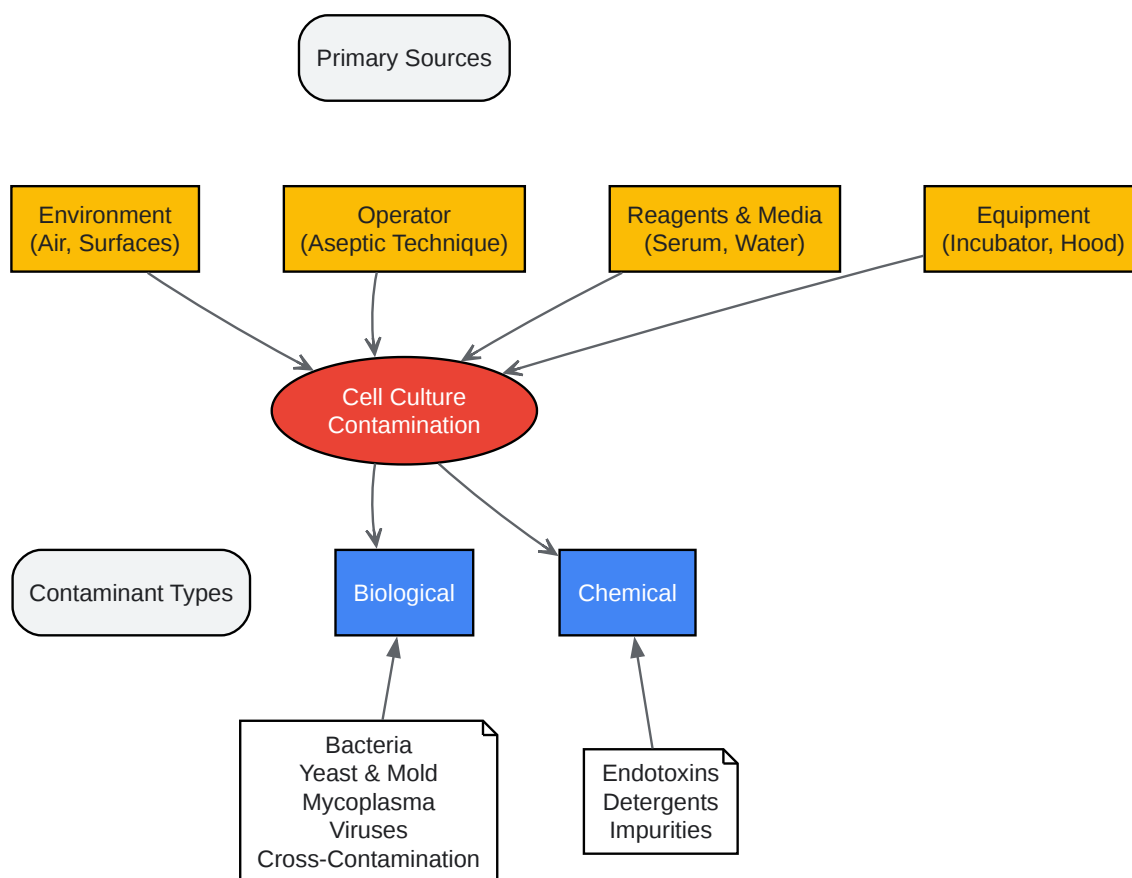 Primary Sources
Environment
(Air, Surfaces)
Operator
(Aseptic Technique)
Reagents & Media
(Serum, Water)
Equipment
(Incubator, Hood)
Cell Culture
Contamination
Contaminant Types
Biological
Chemical
Bacteria
Yeast & Mold
Mycoplasma
Viruses
Cross-Contamination
Endotoxins
Detergents
Impurities